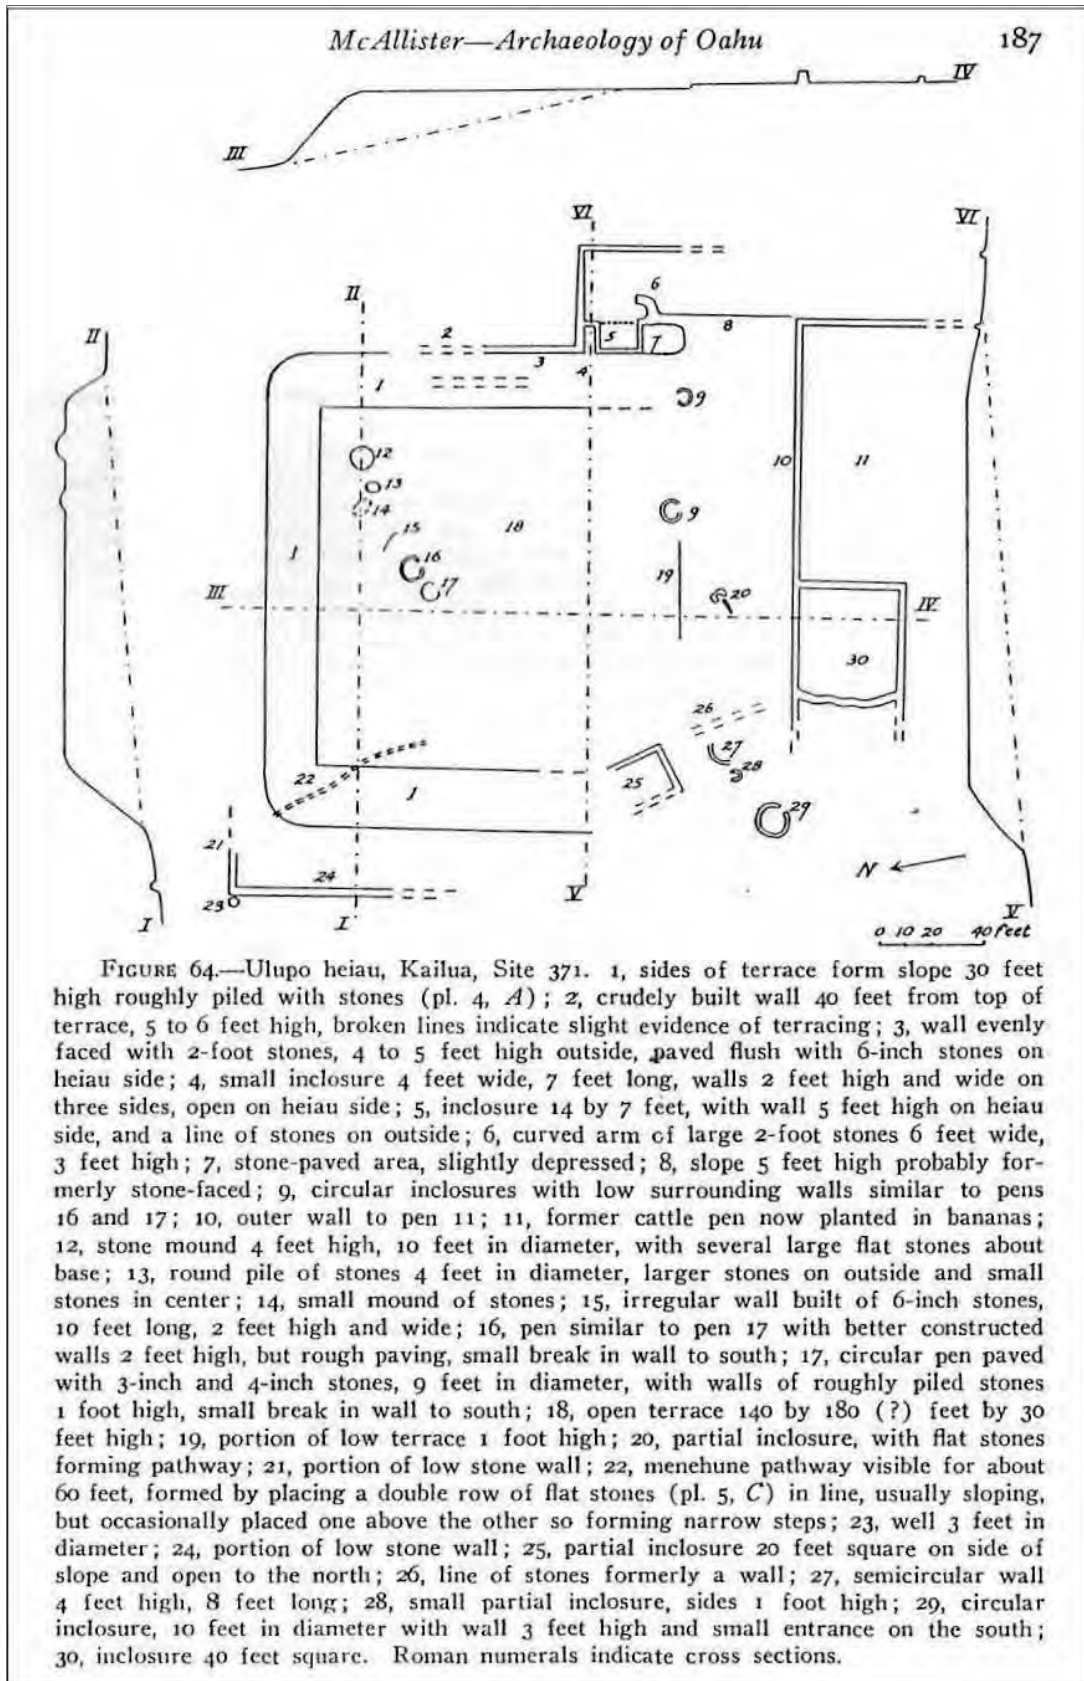 McAllister—Archaeology of Oahu 187
IV
III
VI
VI
II
II
6
2
5
7
8
3
4
1
9
12
10
11
13
14
9
15
18
1
16
19
III
17
20
IV
30
26
27
22
28
25
1
29
21
N
24
23
V
V
I
I
0 10 20 40 feet
FIGURE 64.—Ulupo heiau, Kailua, Site 371. 1, sides of terrace form slope 30 feet
high roughly piled with stones (pl. 4, A); 2, crudely built wall 40 feet from top of
terrace, 5 to 6 feet high, broken lines indicate slight evidence of terracing; 3, wall evenly
faced with 2-foot stones, 4 to 5 feet high outside, paved flush with 6-inch stones on
heiau side; 4, small inclosure 4 feet wide, 7 feet long, walls 2 feet high and wide on
three sides, open on heiau side; 5, inclosure 14 by 7 feet, with wall 5 feet high on heiau
side, and a line of stones on outside; 6, curved arm of large 2-foot stones 6 feet wide,
3 feet high; 7, stone-paved area, slightly depressed; 8, slope 5 feet high probably for-
merly stone-faced; 9, circular inclosures with low surrounding walls similar to pens
16 and 17; 10, outer wall to pen 11; 11, former cattle pen now planted in bananas;
12, stone mound 4 feet high, 10 feet in diameter, with several large flat stones about
base; 13, round pile of stones 4 feet in diameter, larger stones on outside and small
stones in center; 14, small mound of stones; 15, irregular wall built of 6-inch stones,
10 feet long, 2 feet high and wide; 16, pen similar to pen 17 with better constructed
walls 2 feet high, but rough paving, small break in wall to south; 17, circular pen paved
with 3-inch and 4-inch stones, 9 feet in diameter, with walls of roughly piled stones
1 foot high, small break in wall to south; 18, open terrace 140 by 180 (?) feet by 30
feet high; 19, portion of low terrace 1 foot high; 20, partial inclosure, with flat stones
forming pathway; 21, portion of low stone wall; 22, menehune pathway visible for about
60 feet, formed by placing a double row of flat stones (pl. 5, C) in line, usually sloping,
but occasionally placed one above the other so forming narrow steps; 23, well 3 feet in
diameter; 24, portion of low stone wall; 25, partial inclosure 20 feet square on side of
slope and open to the north; 26, line of stones formerly a wall; 27, semicircular wall
4 feet high, 8 feet long; 28, small partial inclosure, sides 1 foot high; 29, circular
inclosure, 10 feet in diameter with wall 3 feet high and small entrance on the south;
30, inclosure 40 feet square. Roman numerals indicate cross sections.